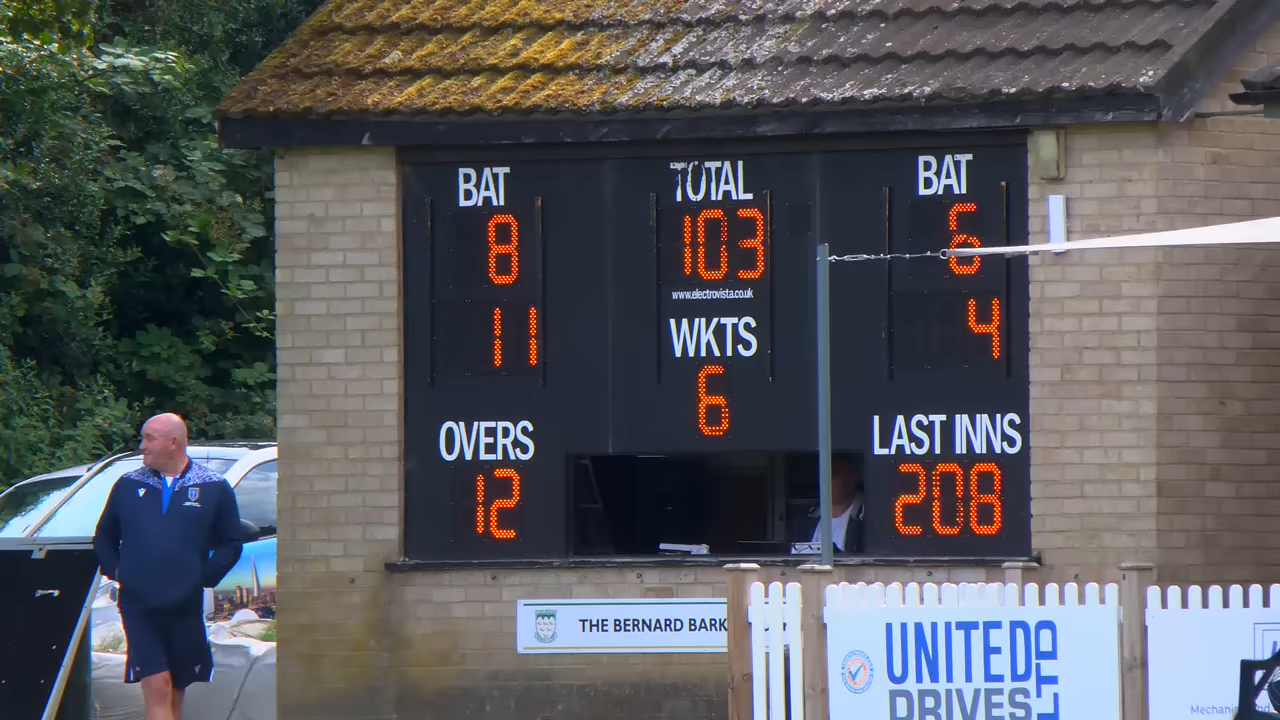 BAT TOTAL BAT
8 103 6
www.electrovista.co.uk
11 WKTS 4
6
OVERS LAST INNS
12 208
THE BERNARD BARK
UNITED
DRIVES
LTD
Mechanic